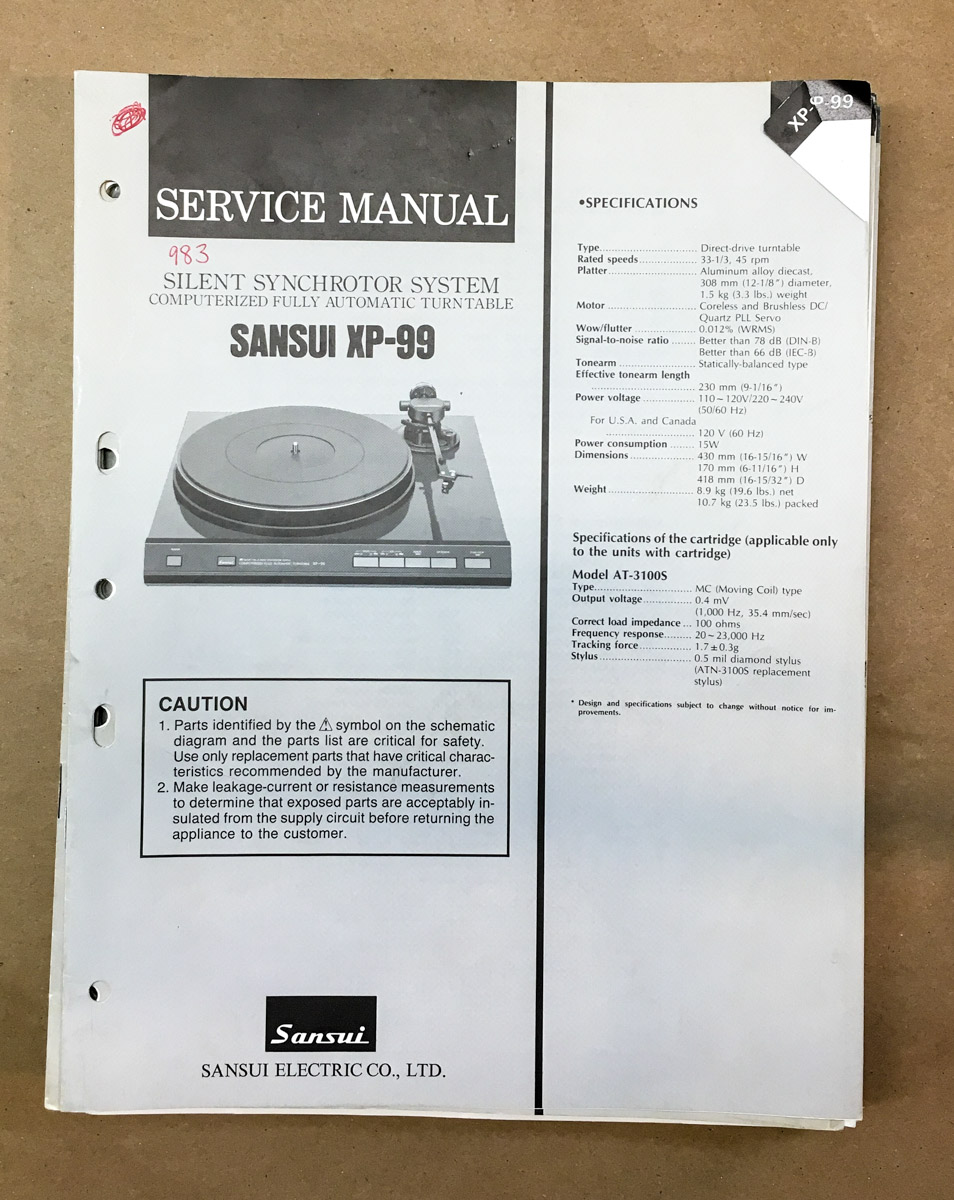 SERVICE MANUAL
983
SILENT SYNCHROTOR SYSTEM
COMPUTERIZED FULLY AUTOMATIC TURNTABLE
SANSUI XP-99
CAUTION
1. Parts identified by the ⚠ symbol on the schematic
diagram and the parts list are critical for safety.
Use only replacement parts that have critical charac-
teristics recommended by the manufacturer.
2. Make leakage-current or resistance measurements
to determine that exposed parts are acceptably in-
sulated from the supply circuit before returning the
appliance to the customer.
Sansui
SANSUI ELECTRIC CO., LTD.
XP-9-99
•SPECIFICATIONS
Type........................... Direct-drive turntable
Rated speeds................ 33-1/3, 45 rpm
Platter......................... Aluminum alloy diecast,
308 mm (12-1/8") diameter,
1.5 kg (3.3 lbs.) weight
Motor ......................... Coreless and Brushless DC/
Quartz PLL Servo
Wow/flutter ................. 0.012% (WRMS)
Signal-to-noise ratio ....... Better than 78 dB (DIN-B)
Better than 66 dB (IEC-B)
Tonearm ..................... Statically-balanced type
Effective tonearm length
............................. 230 mm (9-1/16")
Power voltage ............... 110~120V/220~240V
(50/60 Hz)
For U.S.A. and Canada
......................... 120 V (60 Hz)
Power consumption ....... 15W
Dimensions .................. 430 mm (16-15/16") W
170 mm (6-11/16") H
418 mm (16-15/32") D
Weight ........................ 8.9 kg (19.6 lbs.) net
10.7 kg (23.5 lbs.) packed
Specifications of the cartridge (applicable only
to the units with cartridge)
Model AT-3100S
Type........................... MC (Moving Coil) type
Output voltage.............. 0.4 mV
(1,000 Hz, 35.4 mm/sec)
Correct load impedance ... 100 ohms
Frequency response......... 20~23,000 Hz
Tracking force............... 1.7±0.3g
Stylus.......................... 0.5 mil diamond stylus
(ATN-3100S replacement
stylus)
* Design and specifications subject to change without notice for im-
provements.